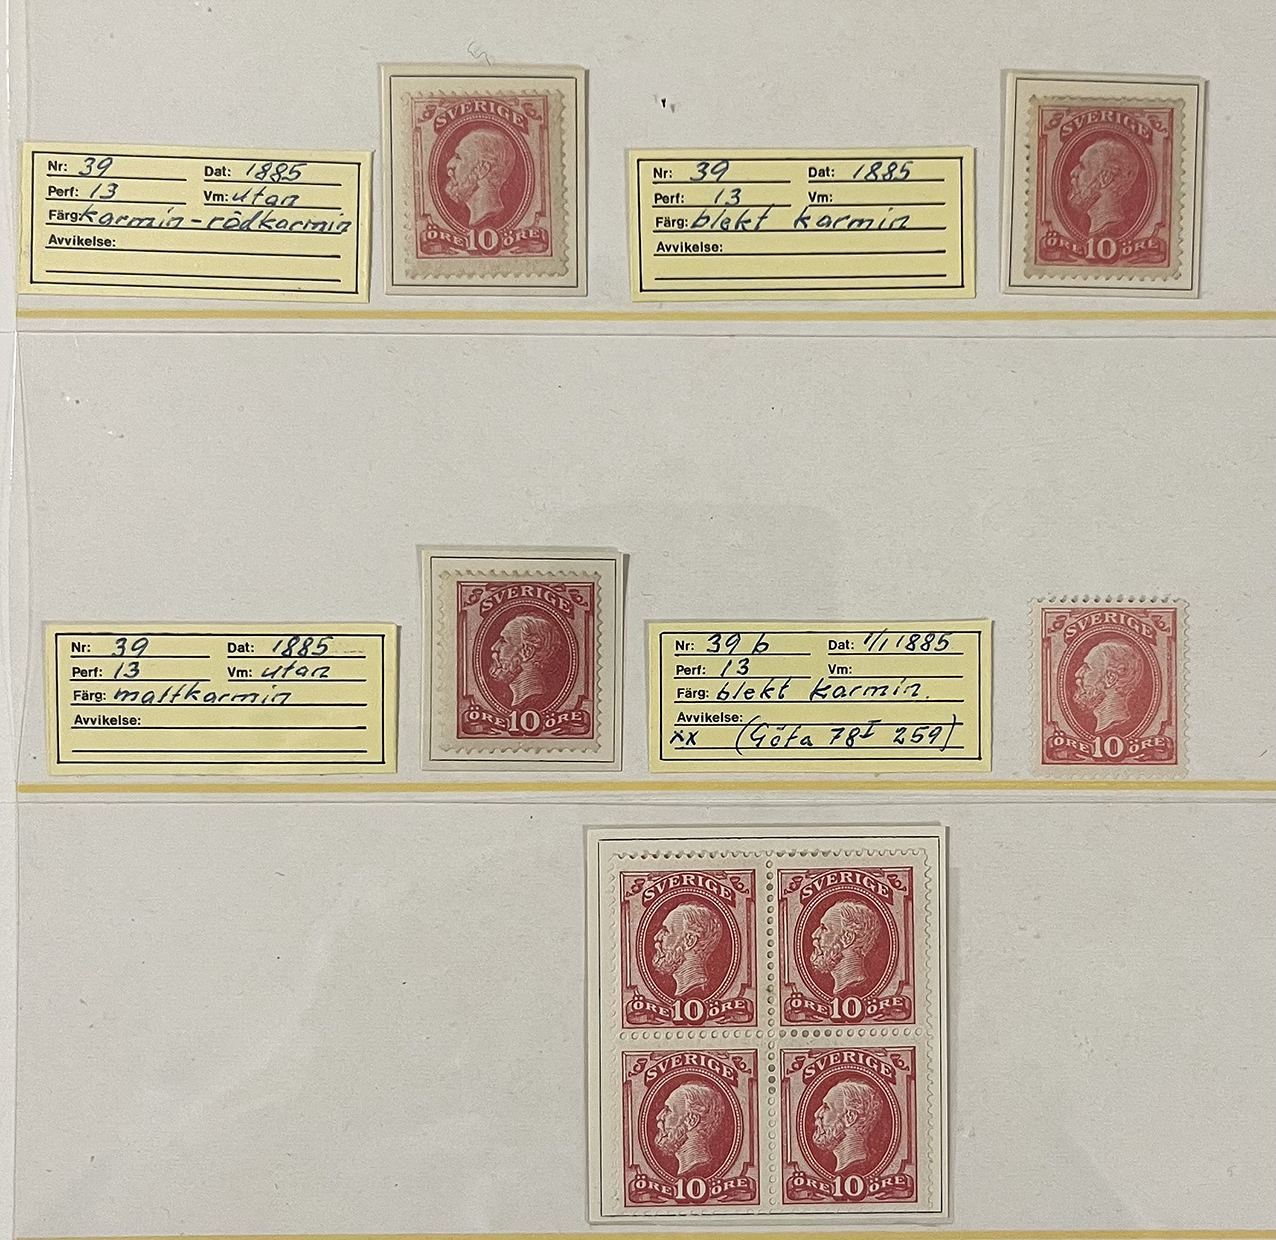 Nr: 39 Dat: 1885
Perf: 13 Vm: utan
Färg: karmin-rödkarmin
Avvikelse:
SVERIGE
ÖRE 10 ÖRE
Nr: 39 Dat: 1885
Perf: 13 Vm:
Färg: blekt karmin
Avvikelse:
SVERIGE
ÖRE 10 ÖRE
Nr: 39 Dat: 1885
Perf: 13 Vm: utan
Färg: mattkarmin
Avvikelse:
SVERIGE
ÖRE 10 ÖRE
Nr: 39 b Dat: 1/1 1885
Perf: 13 Vm:
Färg: blekt karmin.
Avvikelse:
xx (Göta 78I 259)
SVERIGE
ÖRE 10 ÖRE
SVERIGE
ÖRE 10 ÖRE
SVERIGE
ÖRE 10 ÖRE
SVERIGE
ÖRE 10 ÖRE
SVERIGE
ÖRE 10 ÖRE